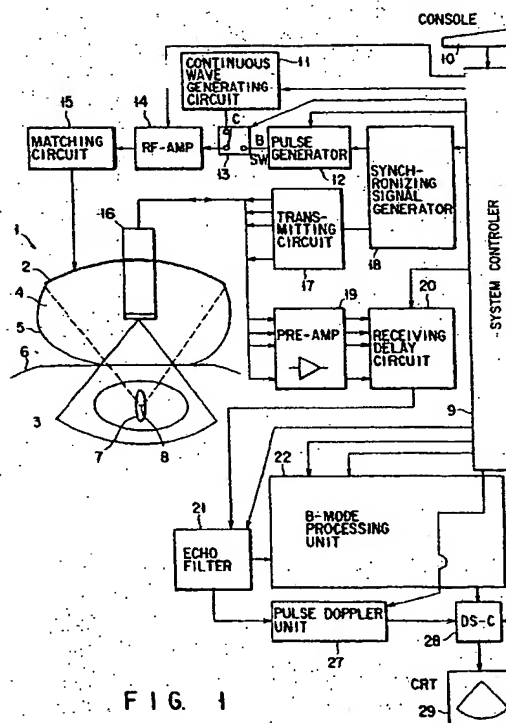 CONSOLE
10
CONTINUOUS
WAVE
GENERATING
CIRCUIT
11
15
14
C
MATCHING
CIRCUIT
RF-AMP
B
SW
13
PULSE
GENERATOR
12
SYNCH-
RONIZING
SIGNAL
GENERATOR
18
16
TRANS-
MITTING
CIRCUIT
17
SYSTEM CONTROLER
1
2
4
5
6
3
7
8
19
20
PRE-AMP
RECEIVING
DELAY
CIRCUIT
9
22
21
B-MODE
PROCESSING
UNIT
ECHO
FILTER
PULSE DOPPLER
UNIT
27
DS-C
28
CRT
29
FIG. 1